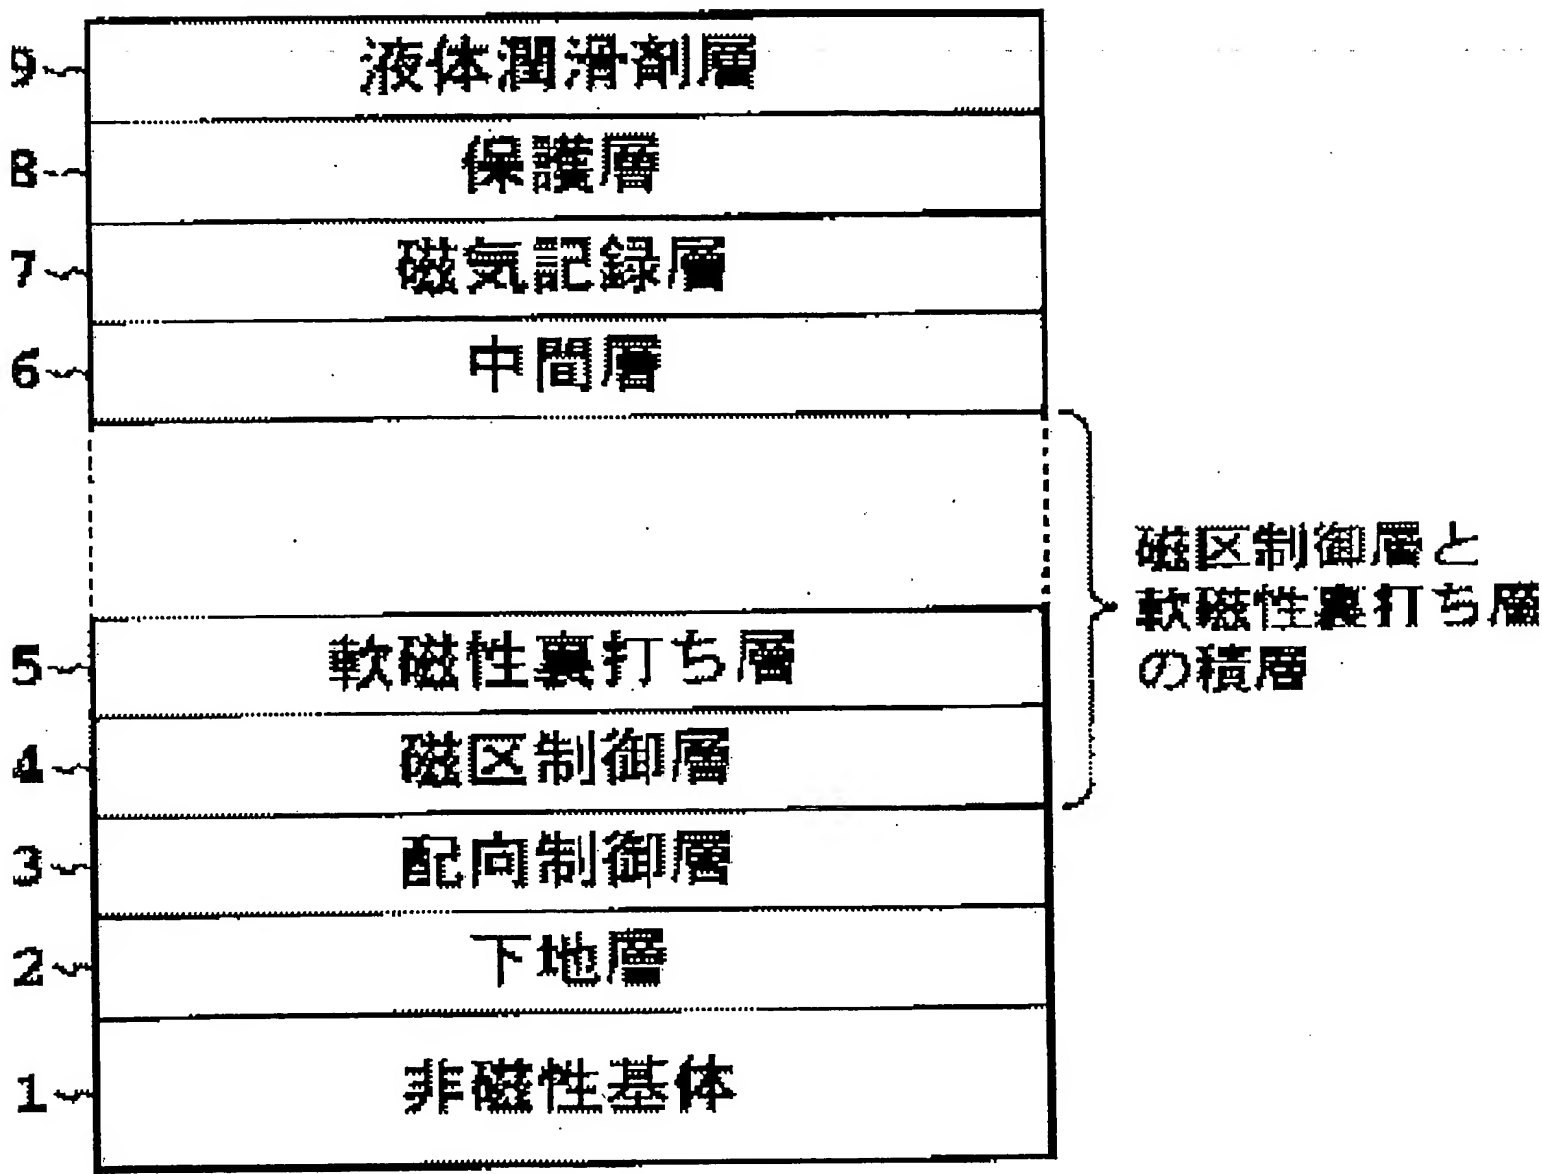 9 液体潤滑剤層
8 保護層
7 磁気記録層
6 中間層
磁区制御層と
軟磁性裏打ち層
の積層
5 軟磁性裏打ち層
4 磁区制御層
3 配向制御層
2 下地層
1 非磁性基体